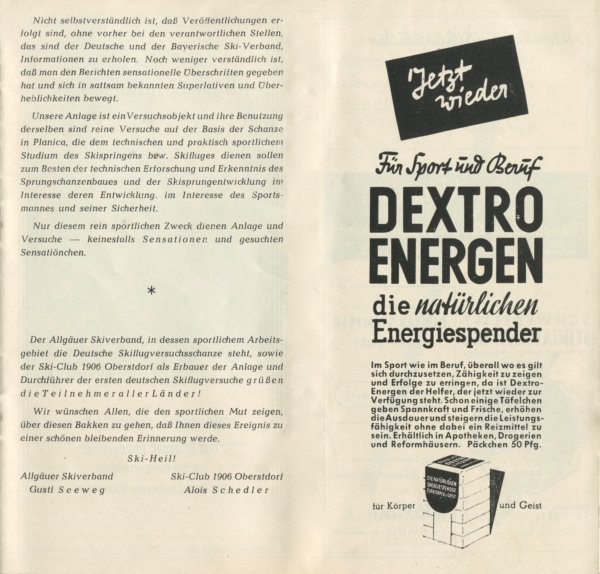 Nicht selbstverständlich ist, daß Veröffentlichungen er-
folgt sind, ohne vorher bei den verantwortlichen Stellen,
das sind der Deutsche und der Bayerische Ski-Verband,
Informationen zu erholen. Noch weniger verständlich ist,
daß man den Berichten sensationelle Überschriften gegeben
hat und sich in sattsam bekannten Superlativen und Über-
heblichkeiten bewegt.
Unsere Anlage ist ein Versuchsobjekt und ihre Benutzung
derselben sind reine Versuche auf der Basis der Schanze
in Planica, die dem technischen und praktisch sportlichem
Studium des Skispringens bzw. Skifluges dienen sollen
zum Besten der technischen Erforschung und Erkenntnis des
Sprungschanzenbaues und der Skisprungentwicklung im
Interesse deren Entwicklung, im Interesse des Sports-
mannes und seiner Sicherheit.
Nur diesem rein sportlichen Zweck dienen Anlage und
Versuche — keinesfalls Sensationen und gesuchten
Sensatiönchen.
*
Der Allgäuer Skiverband, in dessen sportlichem Arbeits-
gebiet die Deutsche Skiflugversuchsschanze steht, sowie
der Ski-Club 1906 Oberstdorf als Erbauer der Anlage und
Durchführer der ersten deutschen Skiflugversuche grüßen
die Teilnehmer aller Länder!
Wir wünschen Allen, die den sportlichen Mut zeigen,
über diesen Bakken zu gehen, daß Ihnen dieses Ereignis zu
einer schönen bleibenden Erinnerung werde.
Ski-Heil!
Allgäuer Skiverband Ski-Club 1906 Oberstdorf
Gustl Seeweg Alois Schedler
Jetzt
wieder
Für Sport und Beruf
DEXTRO
ENERGEN
die natürlichen
Energiespender
Im Sport wie im Beruf, überall wo es gilt
sich durchzusetzen, Zähigkeit zu zeigen
und Erfolge zu erringen, da ist Dextro-
Energen der Helfer, der jetzt wieder zur
Verfügung steht. Schon einige Täfelchen
geben Spannkraft und Frische, erhöhen
die Ausdauer und steigern die Leistungs-
fähigkeit ohne dabei ein Reizmittel zu
sein. Erhältlich in Apotheken, Drogerien
und Reformhäusern. Päckchen 50 Pfg.
DIE NATÜRLICHEN
ENERGIESPENDER
FÜR KÖRPER U. GEIST
für Körper und Geist